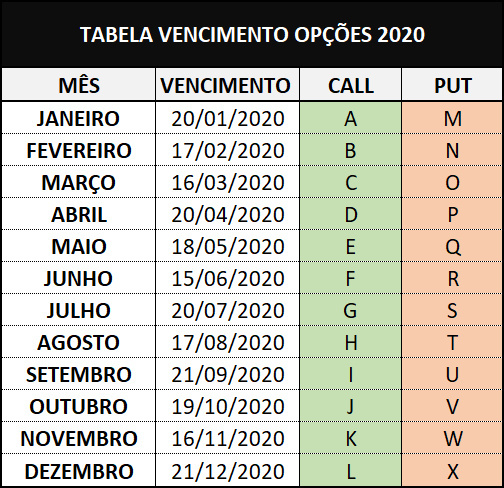 TABELA VENCIMENTO OPÇÕES 2020
MÊS VENCIMENTO CALL PUT
JANEIRO 20/01/2020 A M
FEVEREIRO 17/02/2020 B N
MARÇO 16/03/2020 C O
ABRIL 20/04/2020 D P
MAIO 18/05/2020 E Q
JUNHO 15/06/2020 F R
JULHO 20/07/2020 G S
AGOSTO 17/08/2020 H T
SETEMBRO 21/09/2020 I U
OUTUBRO 19/10/2020 J V
NOVEMBRO 16/11/2020 K W
DEZEMBRO 21/12/2020 L X